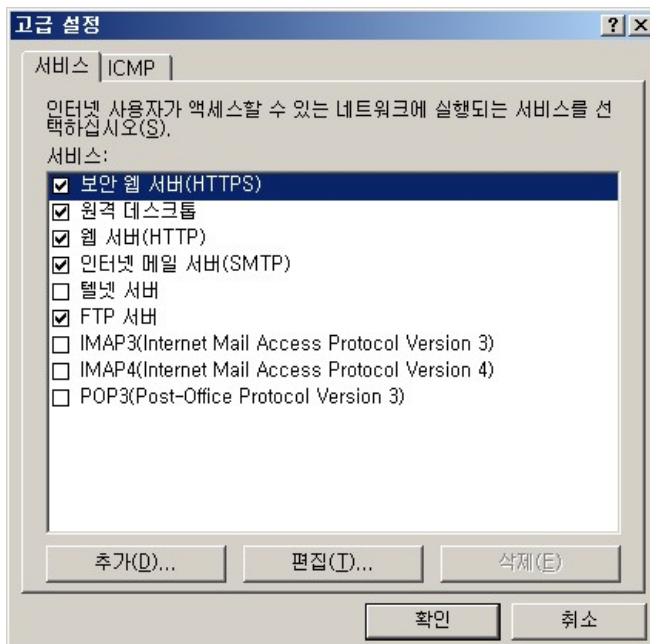 고급 설정
서비스
ICMP
인터넷 사용자가 액세스할 수 있는 네트워크에 실행되는 서비스를 선
택하십시오(S).
서비스:
보안 웹 서버(HTTPS)
원격 데스크톱
웹 서버(HTTP)
인터넷 메일 서버(SMTP)
텔넷 서버
FTP 서버
IMAP3(Internet Mail Access Protocol Version 3)
IMAP4(Internet Mail Access Protocol Version 4)
POP3(Post-Office Protocol Version 3)
추가(D)...
편집(T)...
삭제(E)
확인
취소